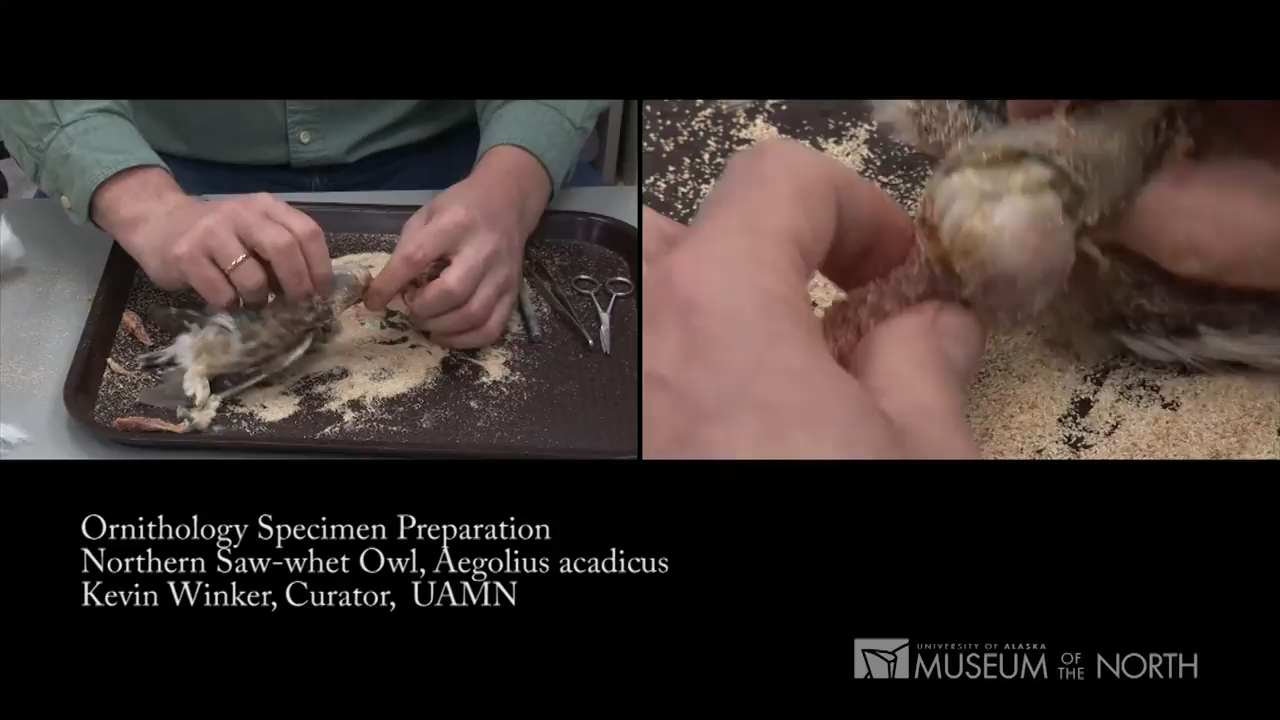 Ornithology Specimen Preparation
Northern Saw-whet Owl, Aegolius acadicus
Kevin Winker, Curator, UAMN
UNIVERSITY OF ALASKA
MUSEUM OF THE NORTH